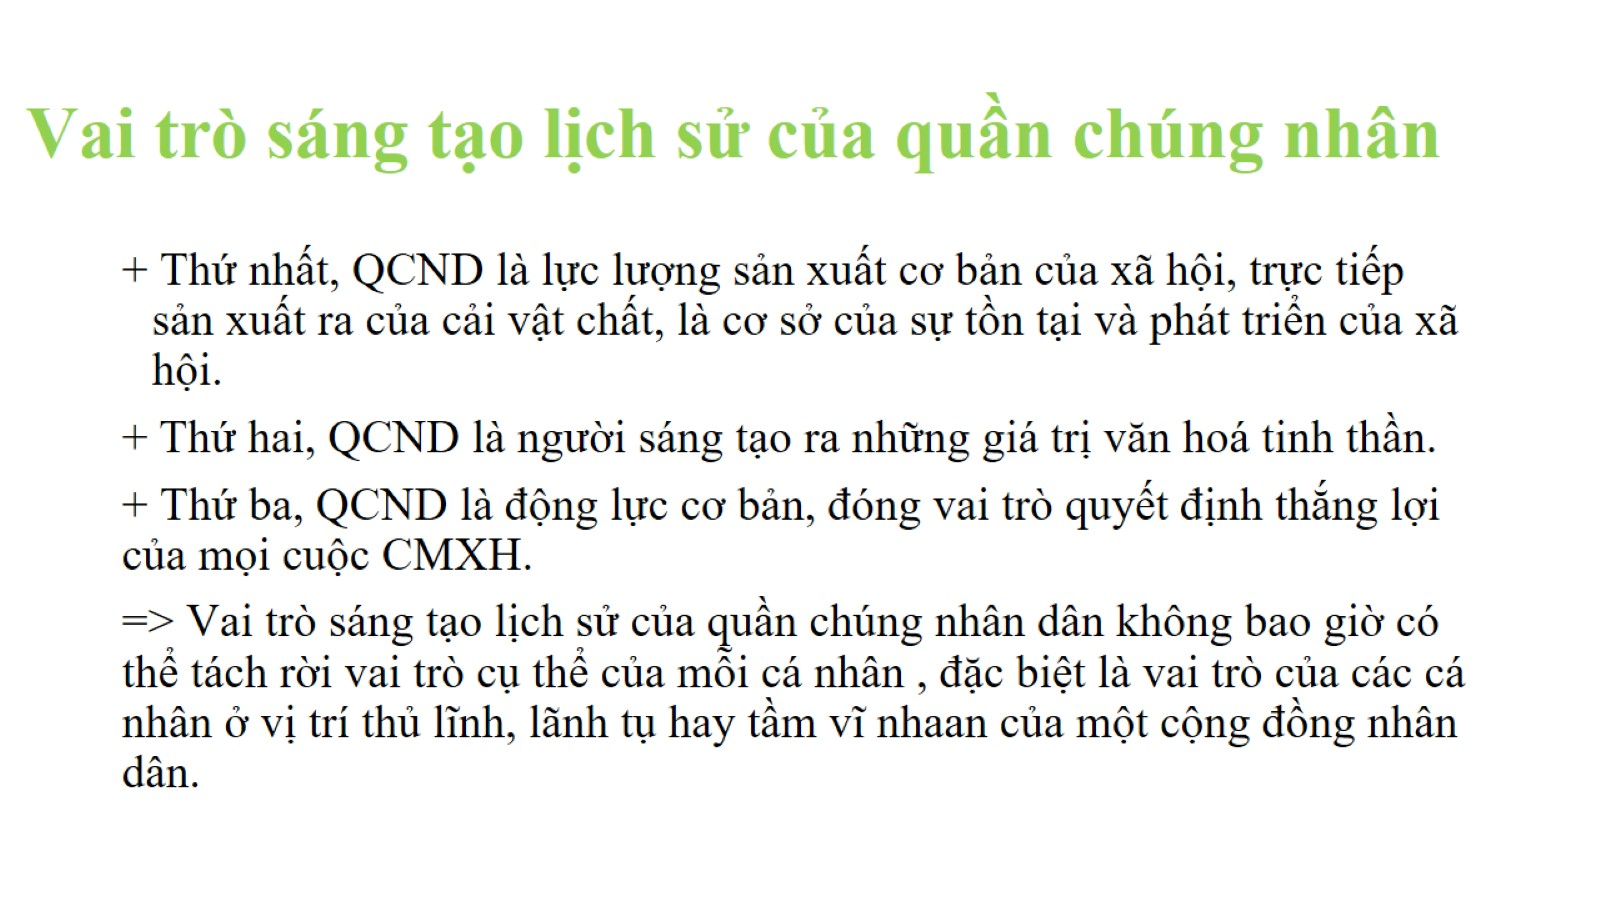 Vai trò sáng tạo lịch sử của quần chúng nhân
+ Thứ nhất, QCND là lực lượng sản xuất cơ bản của xã hội, trực tiếp
sản xuất ra của cải vật chất, là cơ sở của sự tồn tại và phát triển của xã
hội.
+ Thứ hai, QCND là người sáng tạo ra những giá trị văn hoá tinh thần.
+ Thứ ba, QCND là động lực cơ bản, đóng vai trò quyết định thắng lợi
của mọi cuộc CMXH.
=> Vai trò sáng tạo lịch sử của quần chúng nhân dân không bao giờ có
thể tách rời vai trò cụ thể của mỗi cá nhân , đặc biệt là vai trò của các cá
nhân ở vị trí thủ lĩnh, lãnh tụ hay tầm vĩ nhaan của một cộng đồng nhân
dân.